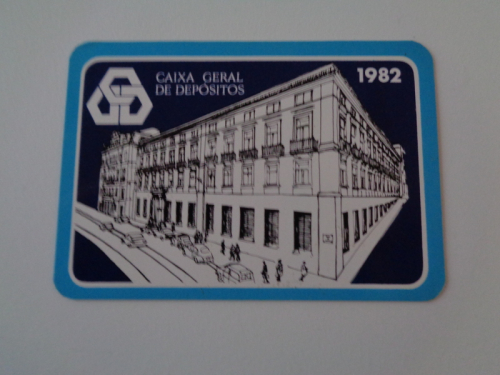 CAIXA GERAL
DE DEPÓSITOS
1982